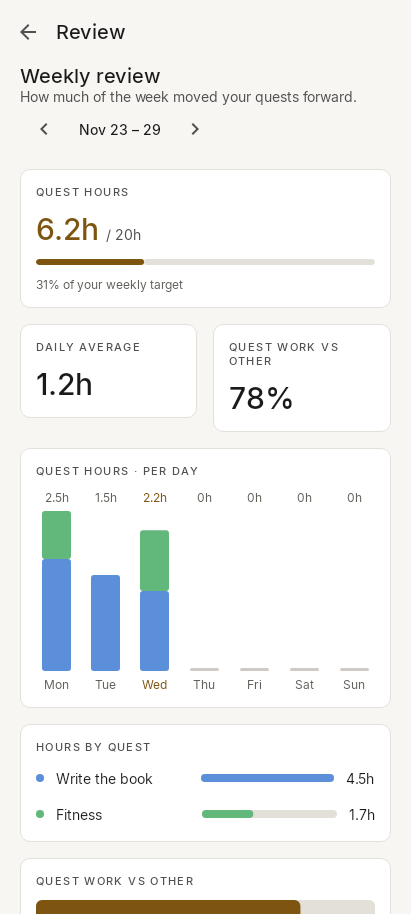 Review
Weekly review
How much of the week moved your quests forward.
Nov 23 – 29
QUEST HOURS
6.2h / 20h
31% of your weekly target
DAILY AVERAGE
1.2h
QUEST WORK VS
OTHER
78%
QUEST HOURS · PER DAY
2.5h 1.5h 2.2h 0h 0h 0h 0h
Mon Tue Wed Thu Fri Sat Sun
HOURS BY QUEST
Write the book 4.5h
Fitness 1.7h
QUEST WORK VS OTHER